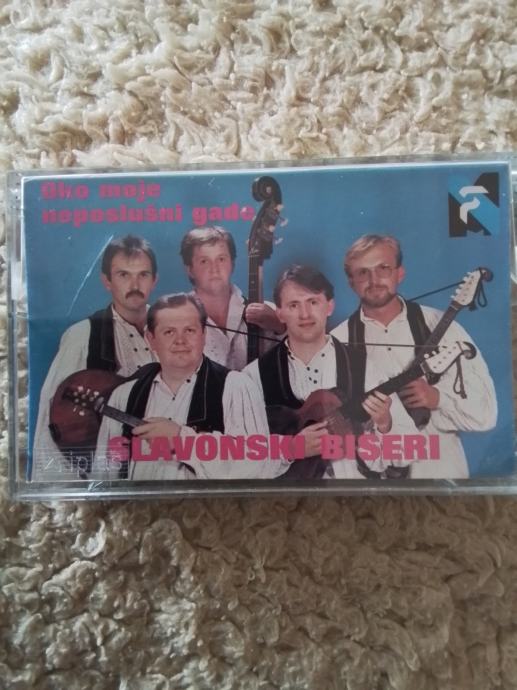 Oko moje
neposlušni gade
SLAVONSKI BISERI